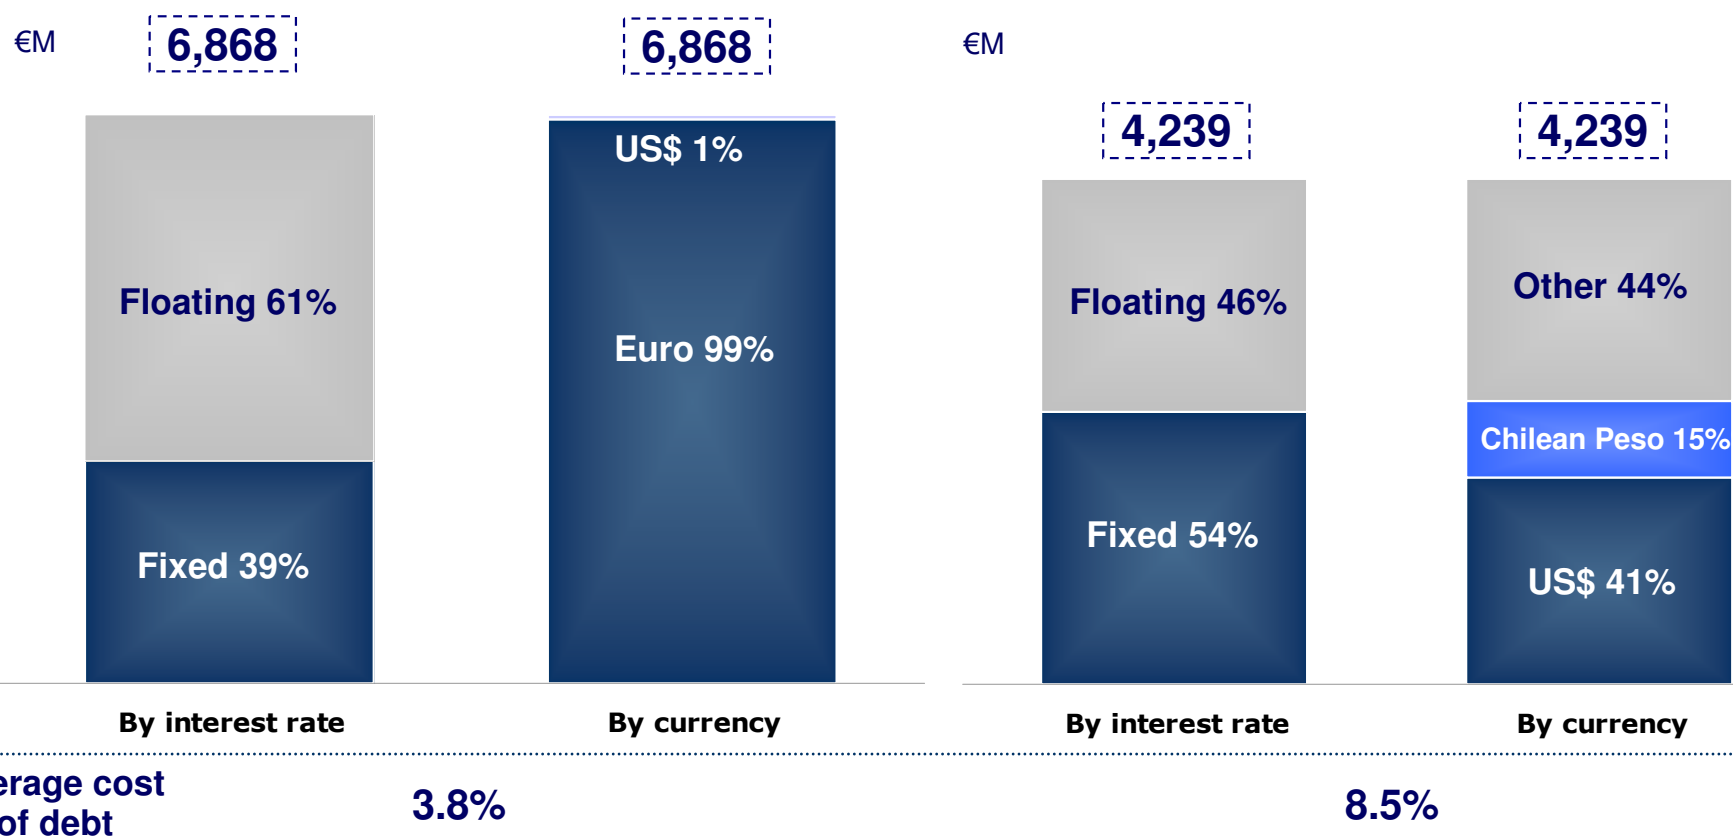 €M
6,868
6,868
US$ 1%
Floating 61%
Euro 99%
Fixed 39%
By interest rate
By currency
€M
4,239
4,239
Floating 46%
Other 44%
Chilean Peso 15%
Fixed 54%
US$ 41%
By interest rate
By currency
erage cost
of debt
3.8%
8.5%